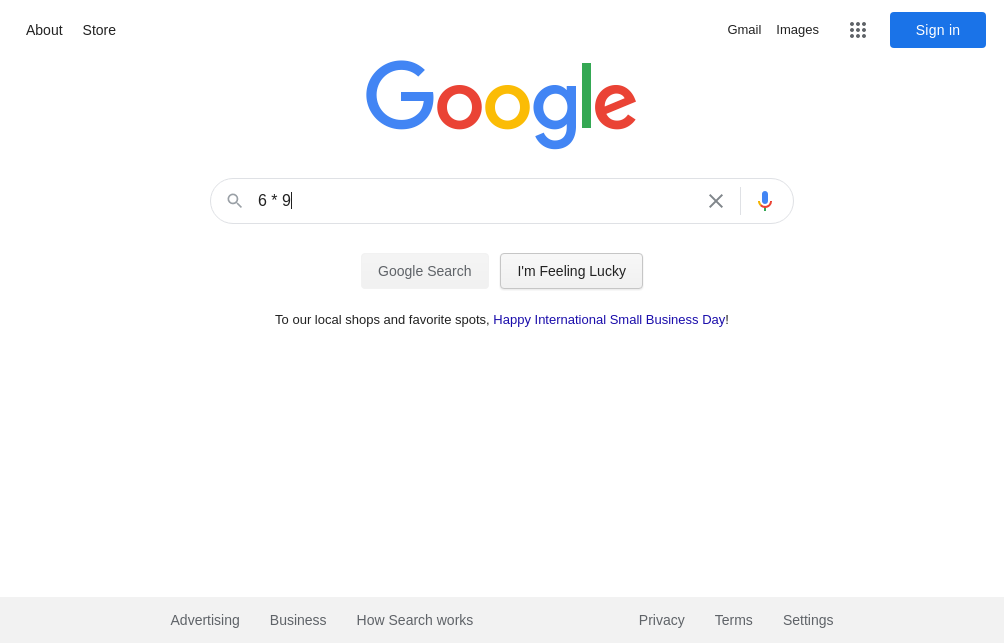 About Store Gmail Images Sign in
Google
6 * 9
Google Search I'm Feeling Lucky
To our local shops and favorite spots, Happy International Small Business Day!
Advertising Business How Search works Privacy Terms Settings